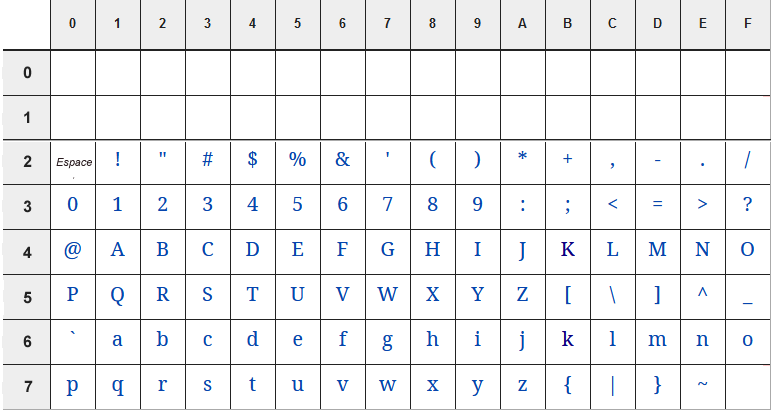 0 1 2 3 4 5 6 7 8 9 A B C D E F
0
1
2 Espace ! " # $ % & ' ( ) * + , - . /
3 0 1 2 3 4 5 6 7 8 9 : ; < = > ?
4 @ A B C D E F G H I J K L M N O
5 P Q R S T U V W X Y Z [ \ ] ^ _
6 ` a b c d e f g h i j k l m n o
7 p q r s t u v w x y z { | } ~